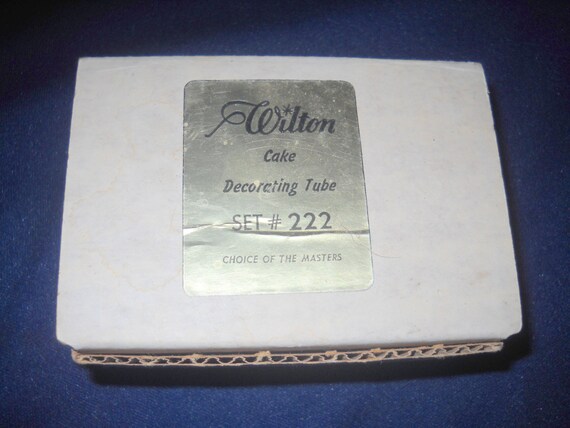 Wilton
Cake
Decorating Tube
SET # 222
CHOICE OF THE MASTERS